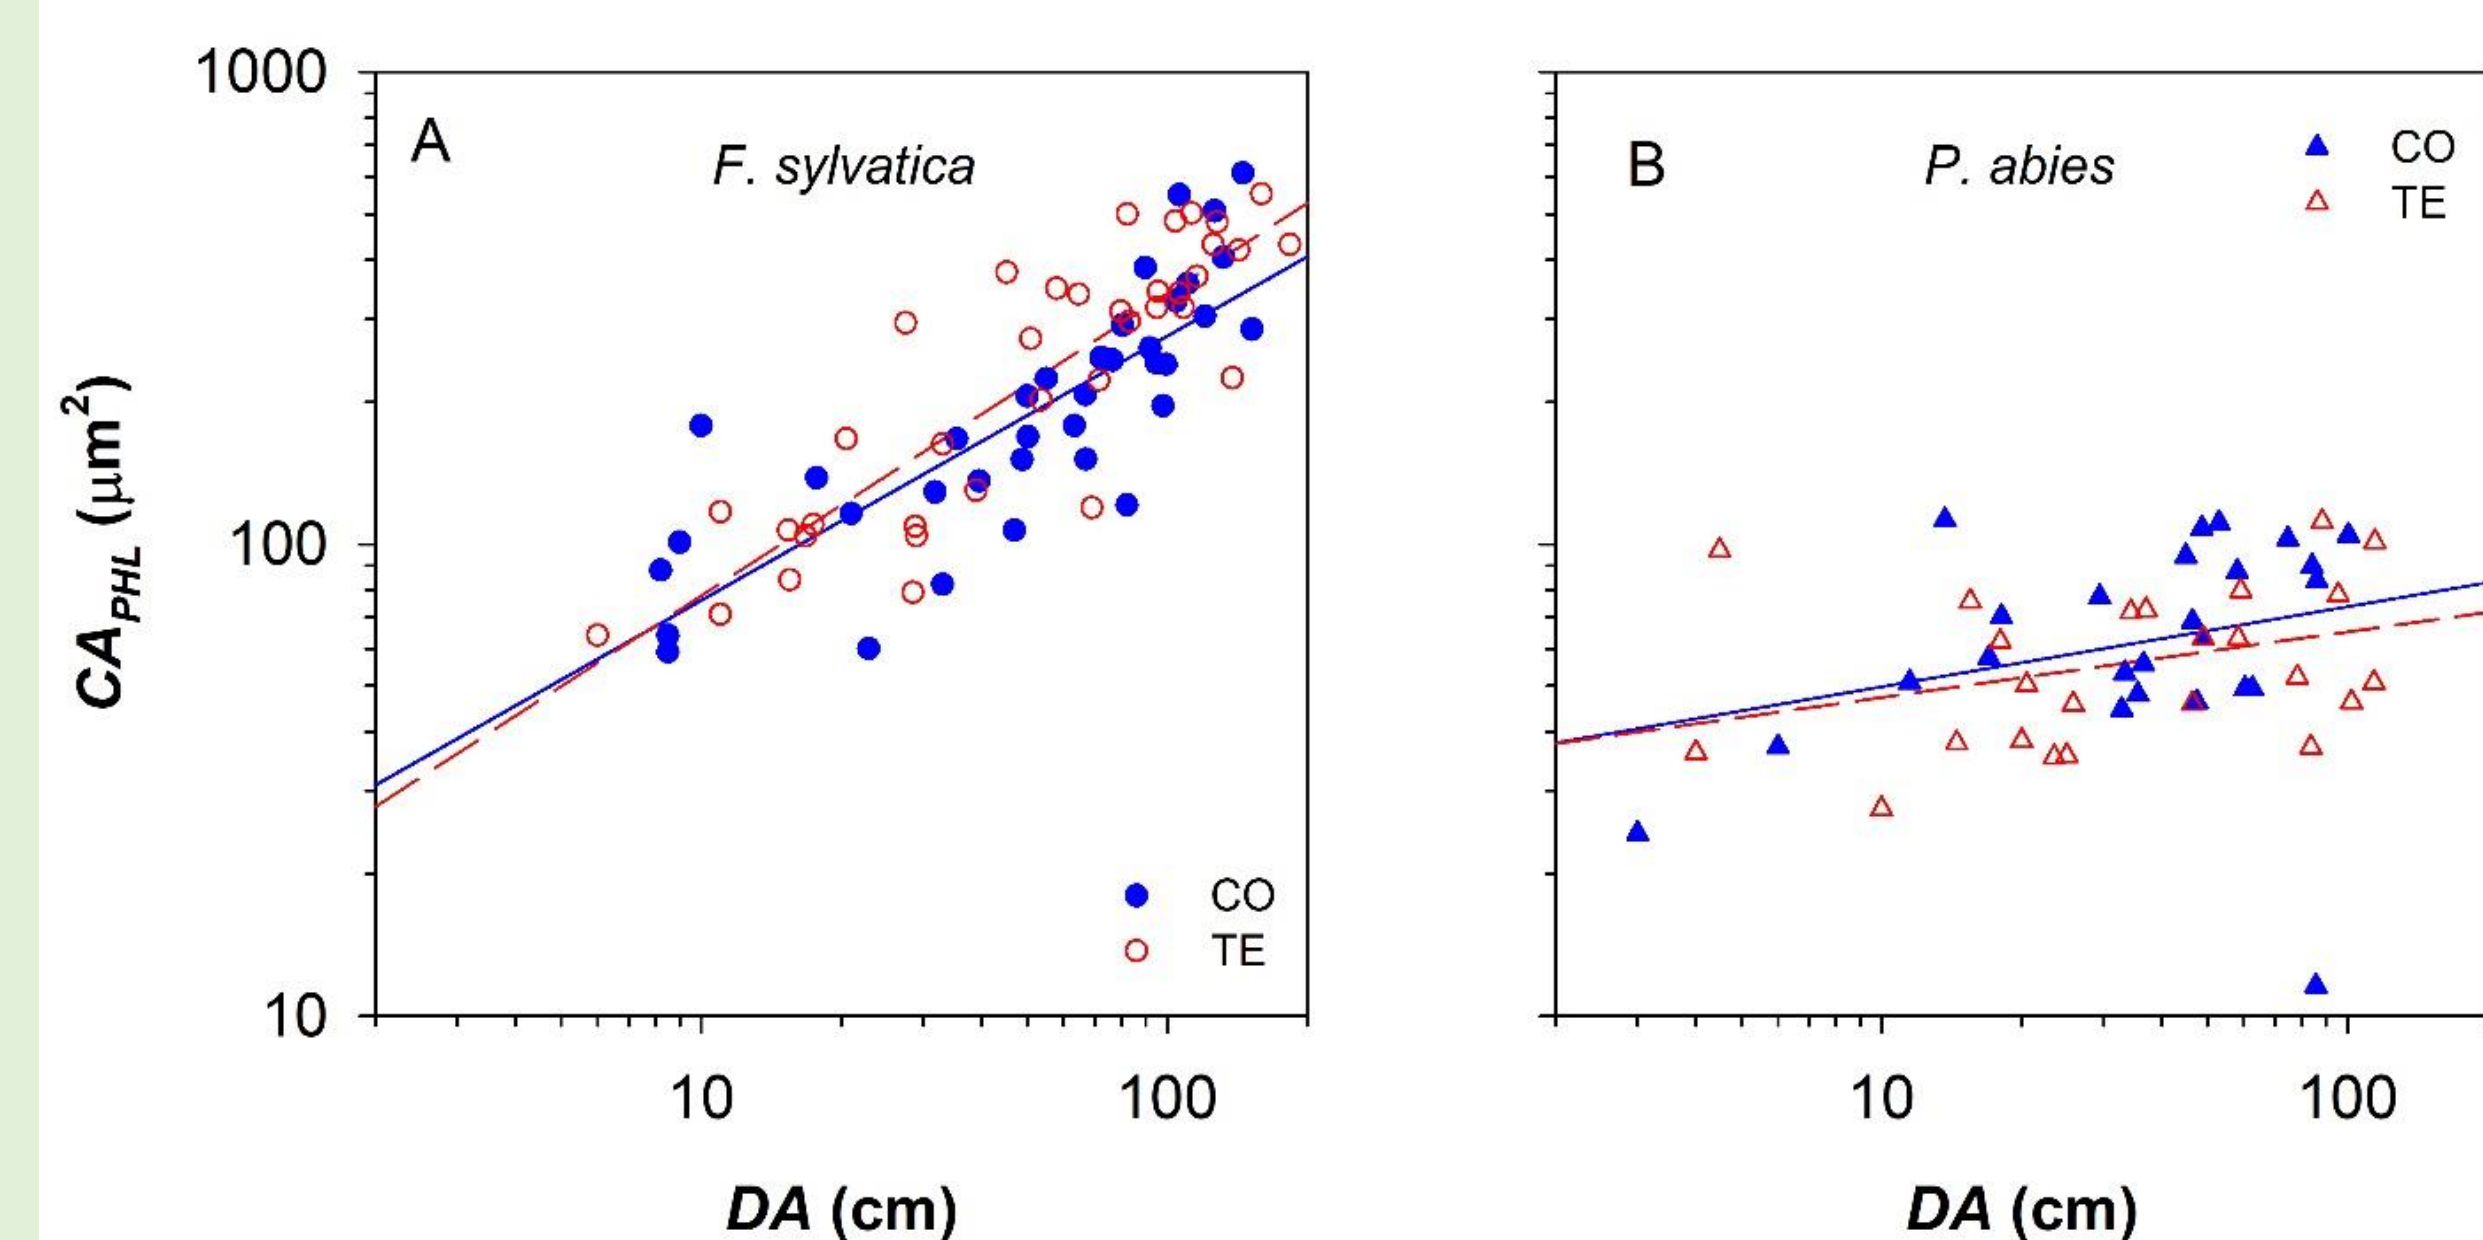 1000
100
10
CA_PHL (μm²)
A
F. sylvatica
CO
TE
10
100
DA (cm)
B
P. abies
CO
TE
10
100
DA (cm)